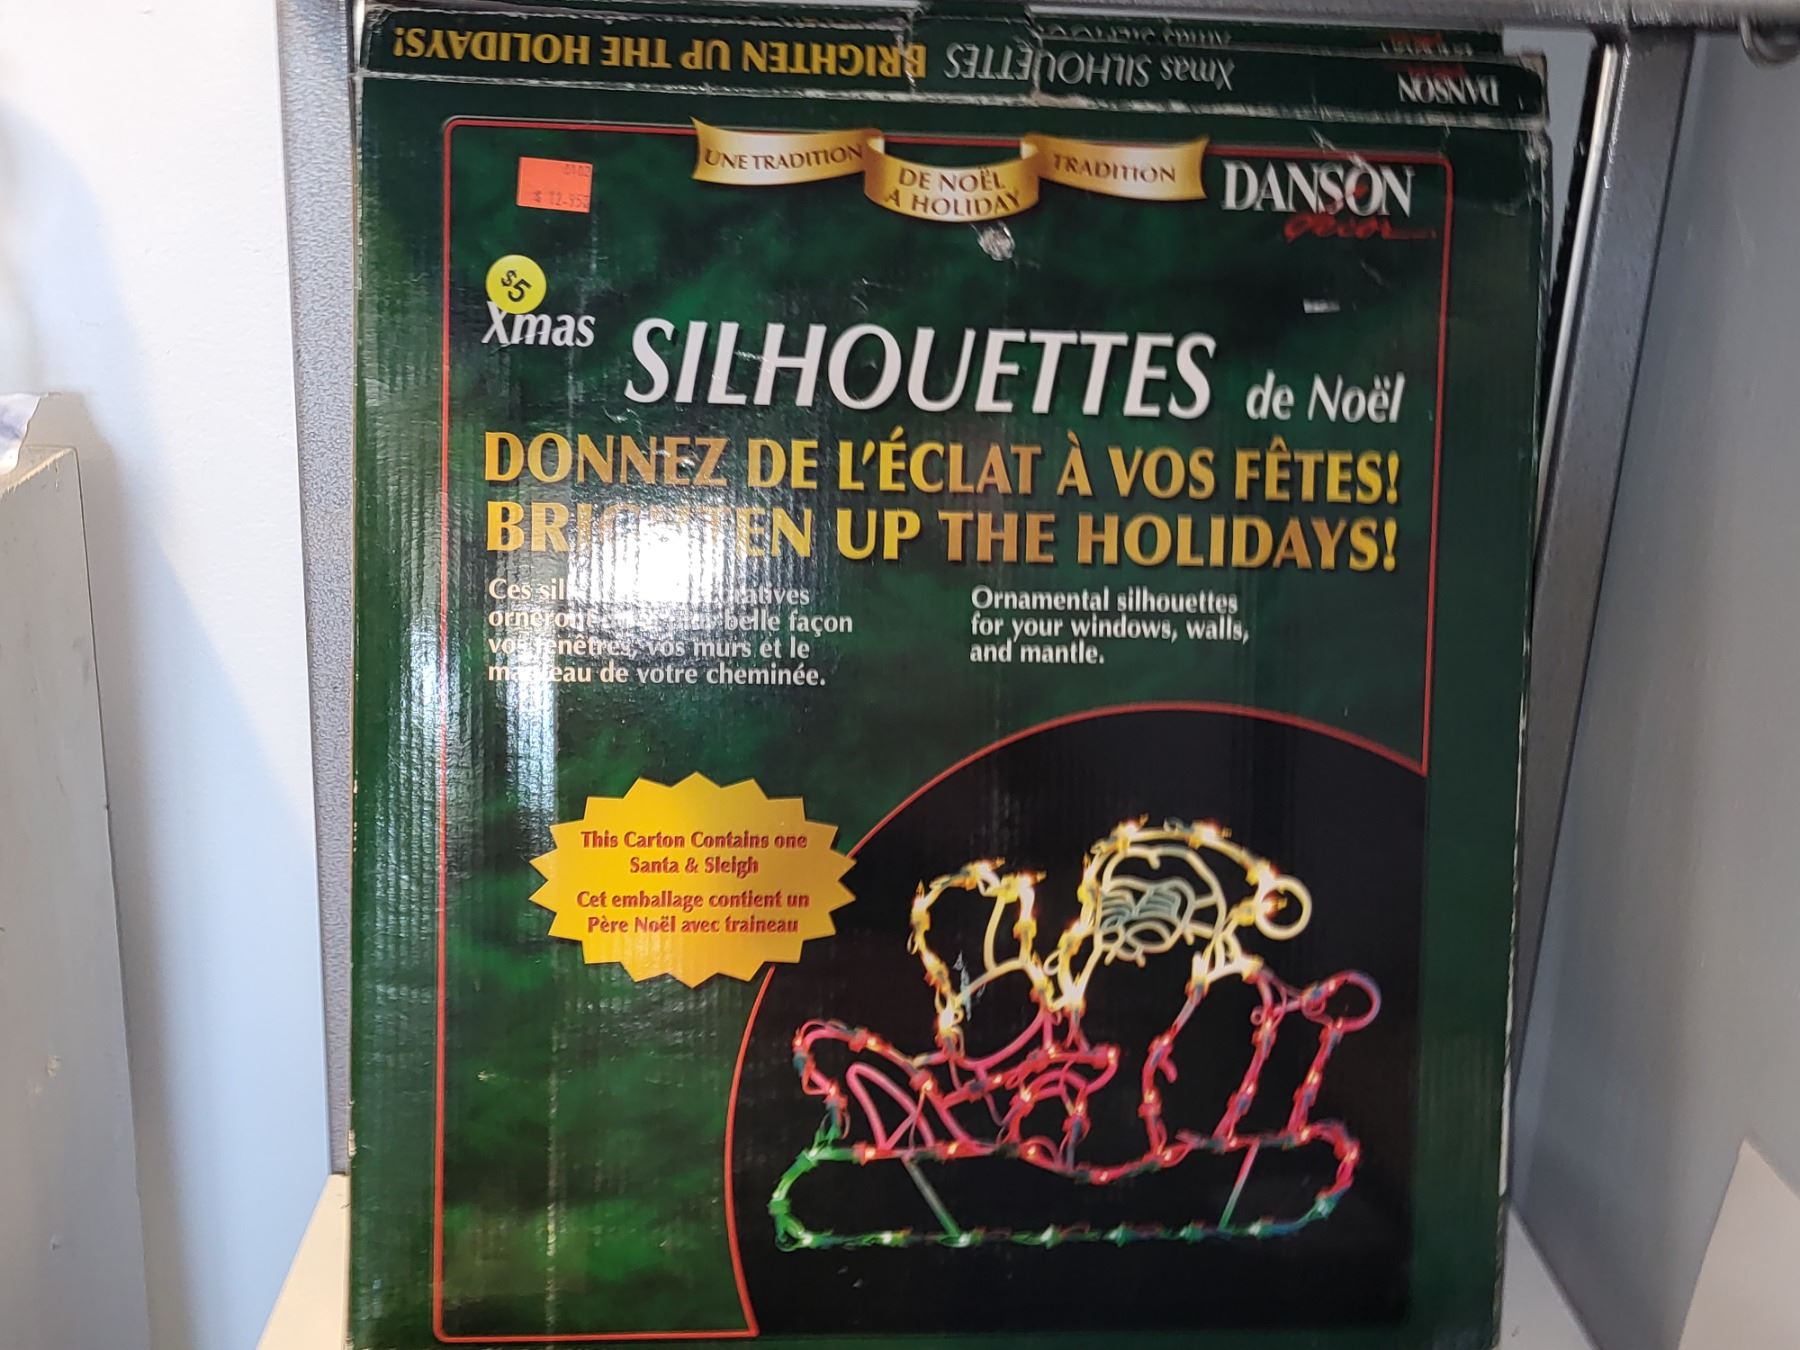 DANSON Xmas SILHOUETTES BRIGHTEN UP THE HOLIDAYS!
UNE TRADITION DE NOËL
A HOLIDAY TRADITION
DANSON
décor
0102
$5
Xmas SILHOUETTES de Noël
DONNEZ DE L'ÉCLAT À VOS FÊTES!
BRIGHTEN UP THE HOLIDAYS!
Ces
belle façon
vos murs et le
de votre cheminée.
Ornamental silhouettes
for your windows, walls,
and mantle.
This Carton Contains one
Santa & Sleigh
Cet emballage contient un
Père Noël avec traineau